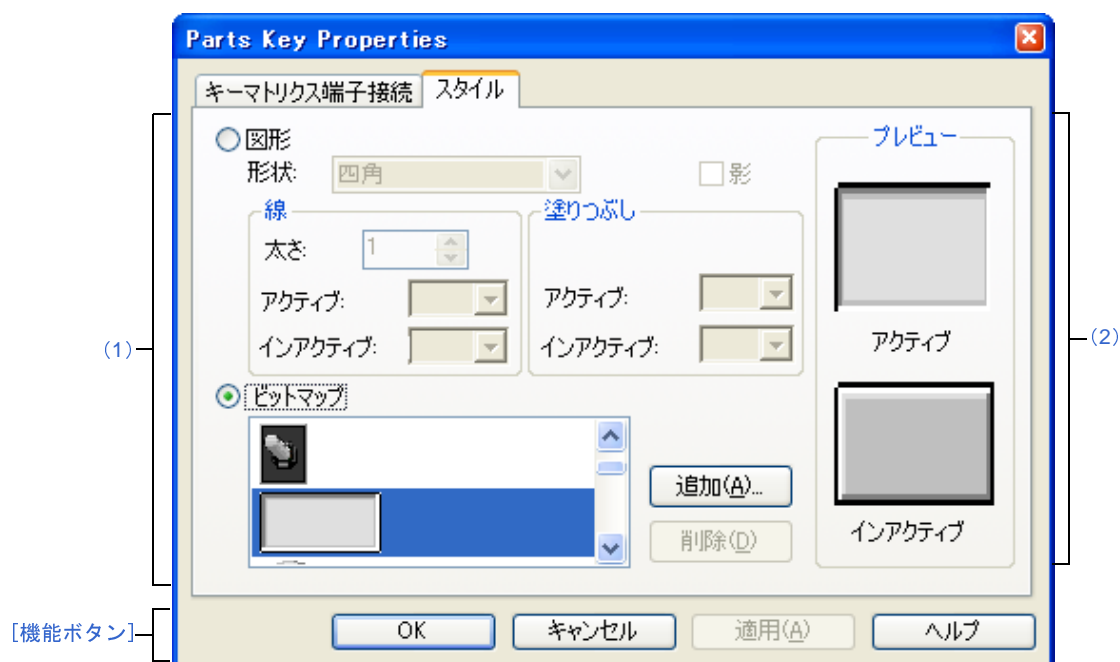 Parts Key Properties
キーマトリクス端子接続
スタイル
図形
形状:
四角
影
線
太さ:
1
アクティブ:
インアクティブ:
塗りつぶし
アクティブ:
インアクティブ:
プレビュー
アクティブ
インアクティブ
(1)
(2)
ビットマップ
追加(A)...
削除(D)
[機能ボタン]
OK
キャンセル
適用(A)
ヘルプ